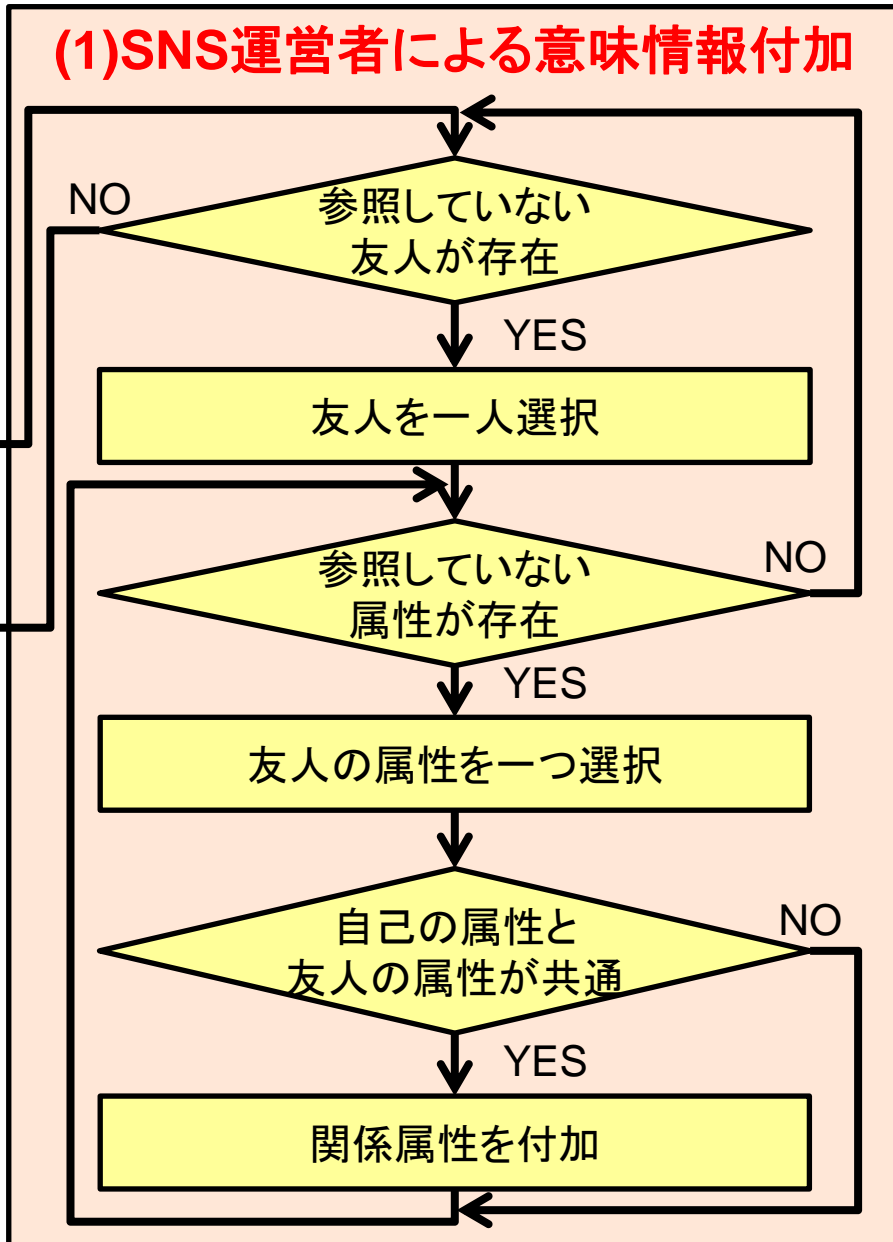 (1)SNS運営者による意味情報付加
NO
参照していない
友人が存在
YES
友人を一人選択
参照していない
属性が存在
NO
YES
友人の属性を一つ選択
自己の属性と
友人の属性が共通
NO
YES
関係属性を付加